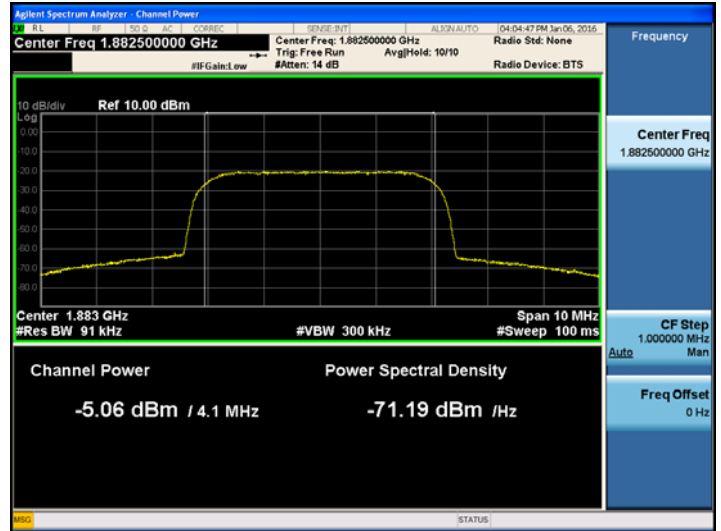 Agilent Spectrum Analyzer - Channel Power
RL RF 50 Ω AC CORREC SENSE:INT ALIGNAUTO 04:04:47 PM Jan 06, 2016
Center Freq 1.882500000 GHz
Center Freq: 1.882500000 GHz
Radio Std: None
Trig: Free Run Avg|Hold: 10/10
#IFGain:Low
#Atten: 14 dB
Radio Device: BTS
10 dB/div Ref 10.00 dBm
Log
0.00
-10.0
-20.0
-30.0
-40.0
-50.0
-60.0
-70.0
-80.0
Center 1.883 GHz Span 10 MHz
#Res BW 91 kHz #VBW 300 kHz #Sweep 100 ms
Channel Power Power Spectral Density
-5.06 dBm / 4.1 MHz -71.19 dBm /Hz
Frequency
Center Freq
1.882500000 GHz
CF Step
1.000000 MHz
Auto Man
Freq Offset
0 Hz
MSG STATUS